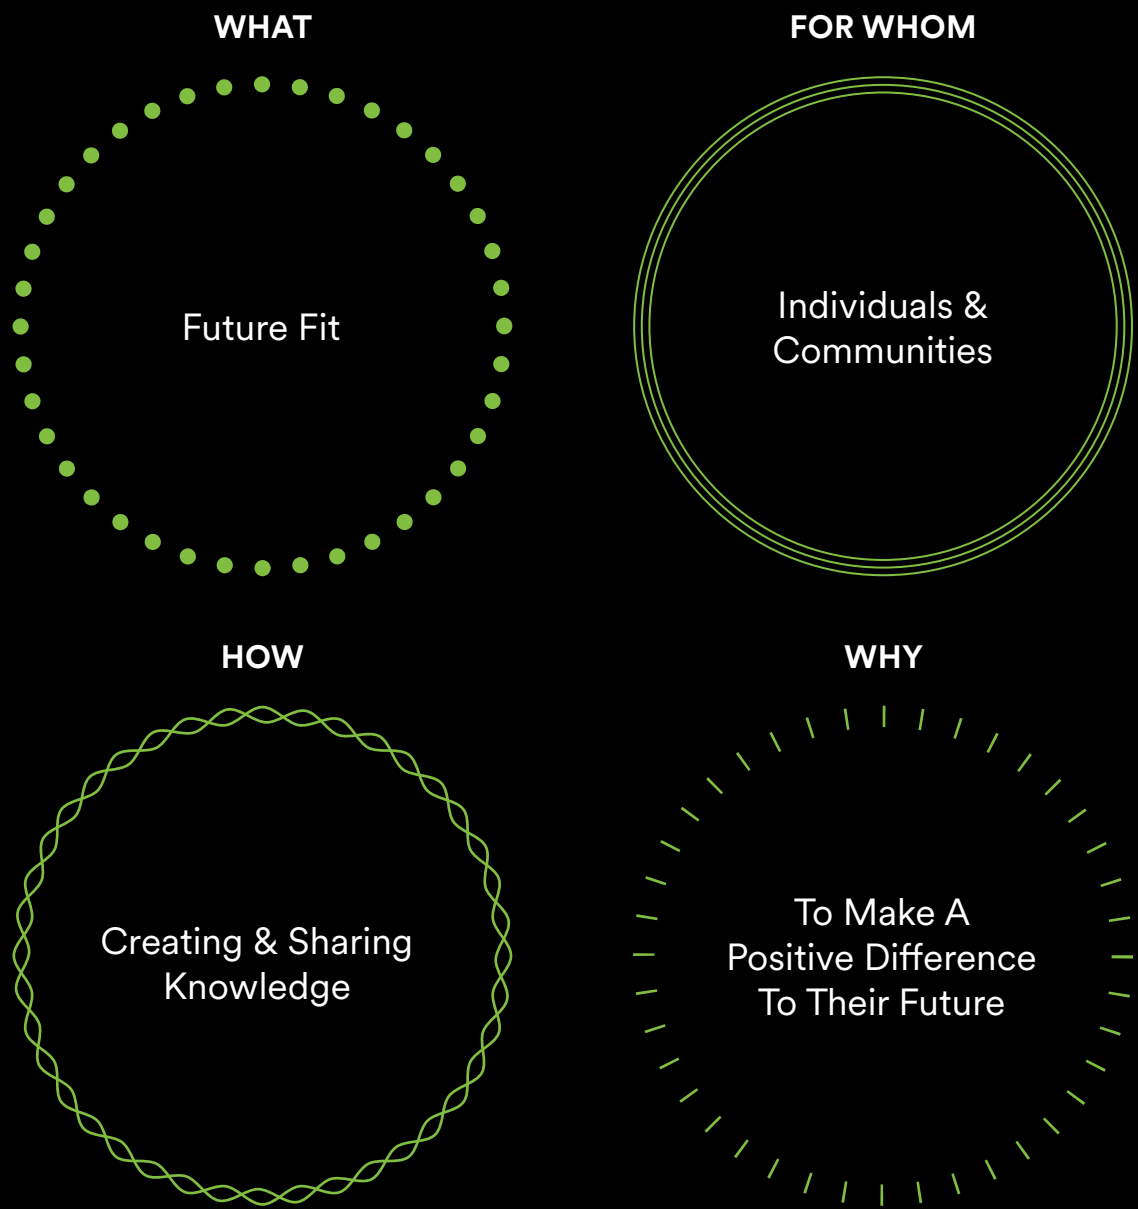 WHAT
Future Fit
FOR WHOM
Individuals &
Communities
HOW
Creating & Sharing
Knowledge
WHY
To Make A
Positive Difference
To Their Future